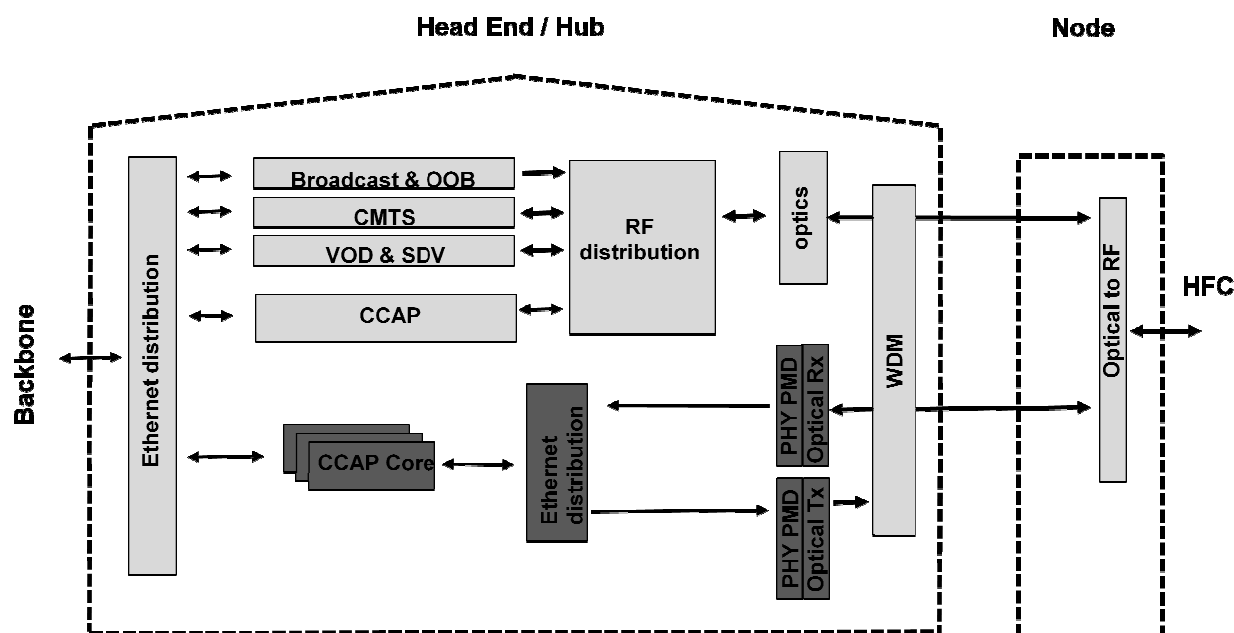 Head End / Hub
Node
Broadcast & OOB
CMTS
VOD & SDV
CCAP
RF
distribution
optics
Ethernet distribution
Backbone
WDM
Optical to RF
HFC
CCAP Core
Ethernet
distribution
PHY PMD
Optical Rx
PHY PMD
Optical Tx